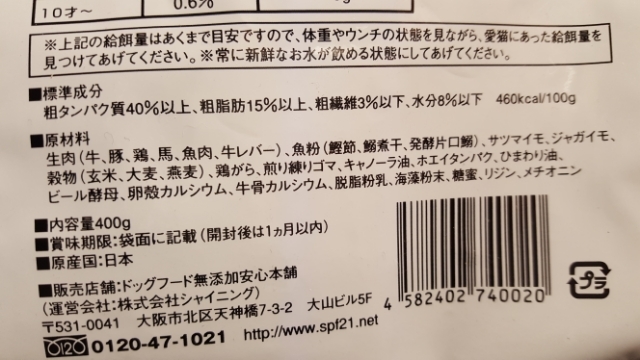 10才～
0.6%
※上記の給餌量はあくまで目安ですので、体重やウンチの状態を見ながら、愛猫にあった給餌量を
見つけてあげてください。※常に新鮮なお水が飲める状態にしてあげてください。
■標準成分
粗タンパク質40%以上、粗脂肪15%以上、粗繊維3%以下、水分8%以下 460kcal/100g
■原材料
生肉(牛、豚、鶏、馬、魚肉、牛レバー)、魚粉(鰹節、鰯煮干、発酵片口鰯)、サツマイモ、ジャガイモ、
穀物(玄米、大麦、燕麦)、鶏がら、煎り練りゴマ、キャノーラ油、ホエイタンパク、ひまわり油、
ビール酵母、卵殻カルシウム、牛骨カルシウム、脱脂粉乳、海藻粉末、糖蜜、リジン、メチオニン
■内容量400g
■賞味期限:袋面に記載(開封後は1ヵ月以内)
■原産国:日本
■販売店舗:ドッグフード無添加安心本舗
(運営会社:株式会社シャイニング)
〒531-0041 大阪市北区天神橋7-3-2 大山ビル5F
0120-47-1021 http://www.spf21.net
4 582402 740020
プラ